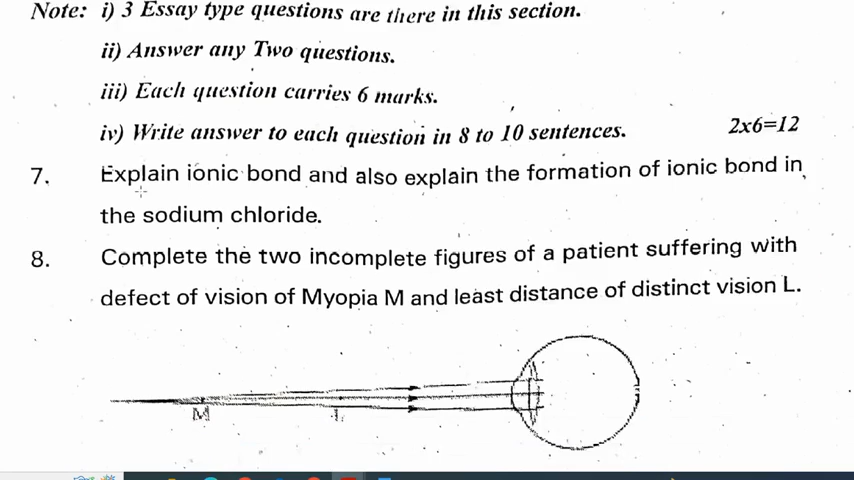 Note: i) 3 Essay type questions are there in this section.
ii) Answer any Two questions.
iii) Each question carries 6 marks.
iv) Write answer to each question in 8 to 10 sentences. 2x6=12
7. Explain ionic bond and also explain the formation of ionic bond in
the sodium chloride.
8. Complete the two incomplete figures of a patient suffering with
defect of vision of Myopia M and least distance of distinct vision L.
M L